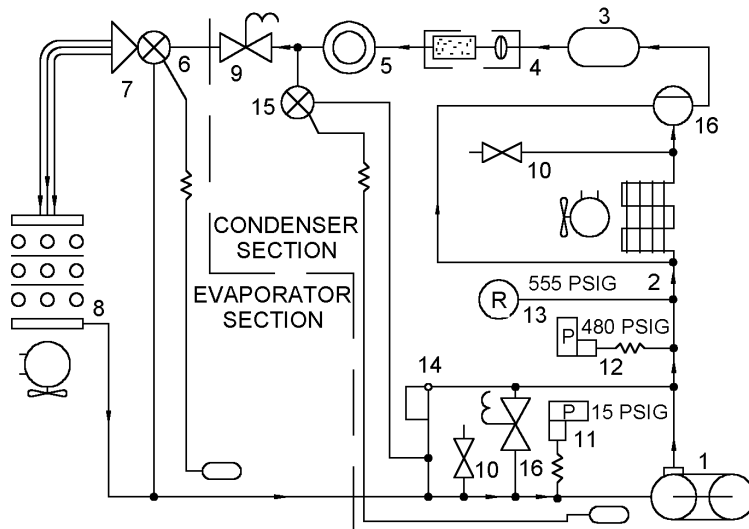 3
7
6
9
5
4
15
16
10
CONDENSER
SECTION
EVAPORATOR
SECTION
2
555 PSIG
R
13
8
P
480 PSIG
12
14
P
15 PSIG
11
10
16
1